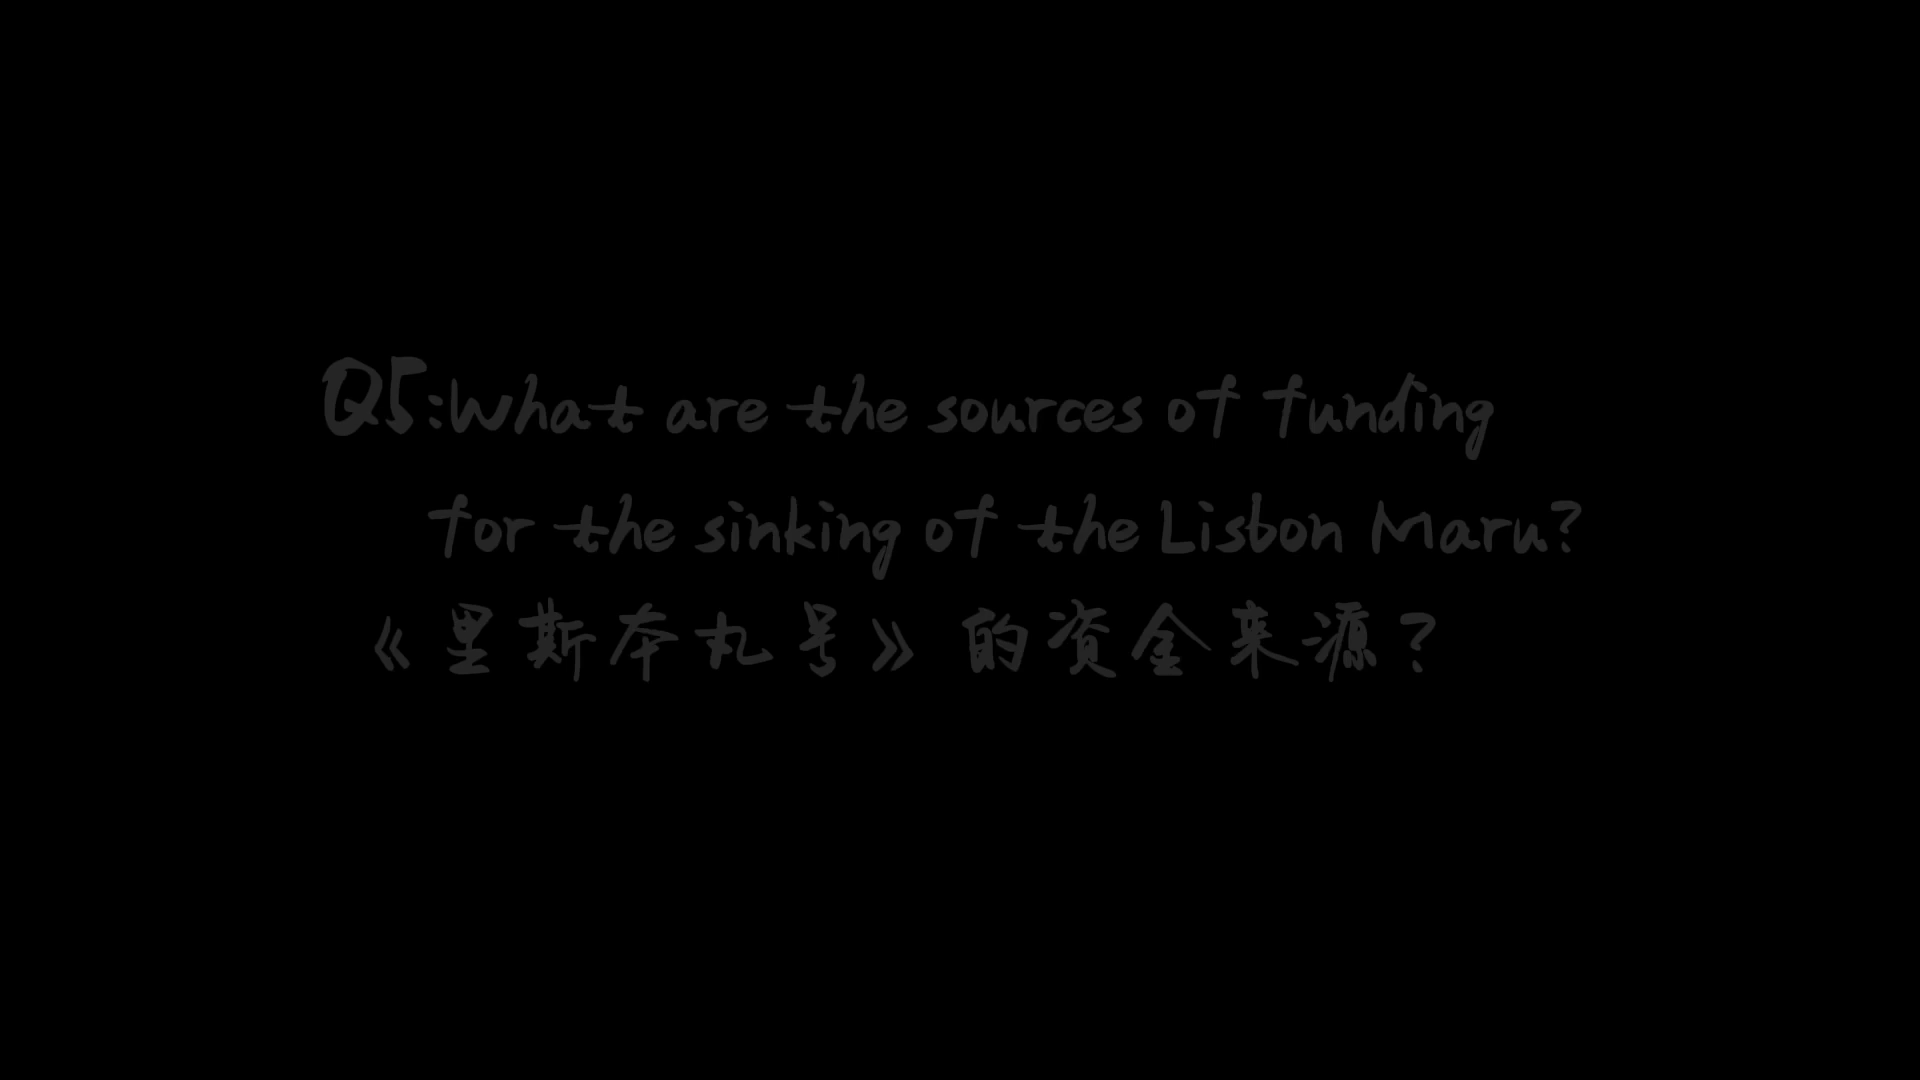 Q5:What are the sources of funding
for the sinking of the Lisbon Maru?
《里斯本丸号》的资金来源？